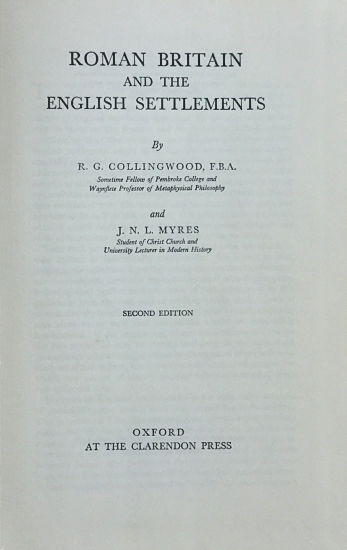 ROMAN BRITAIN
AND THE
ENGLISH SETTLEMENTS
By
R. G. COLLINGWOOD, F.B.A.
Sometime Fellow of Pembroke College and
Waynflete Professor of Metaphysical Philosophy
and
J. N. L. MYRES
Student of Christ Church and
University Lecturer in Modern History
SECOND EDITION
OXFORD
AT THE CLARENDON PRESS